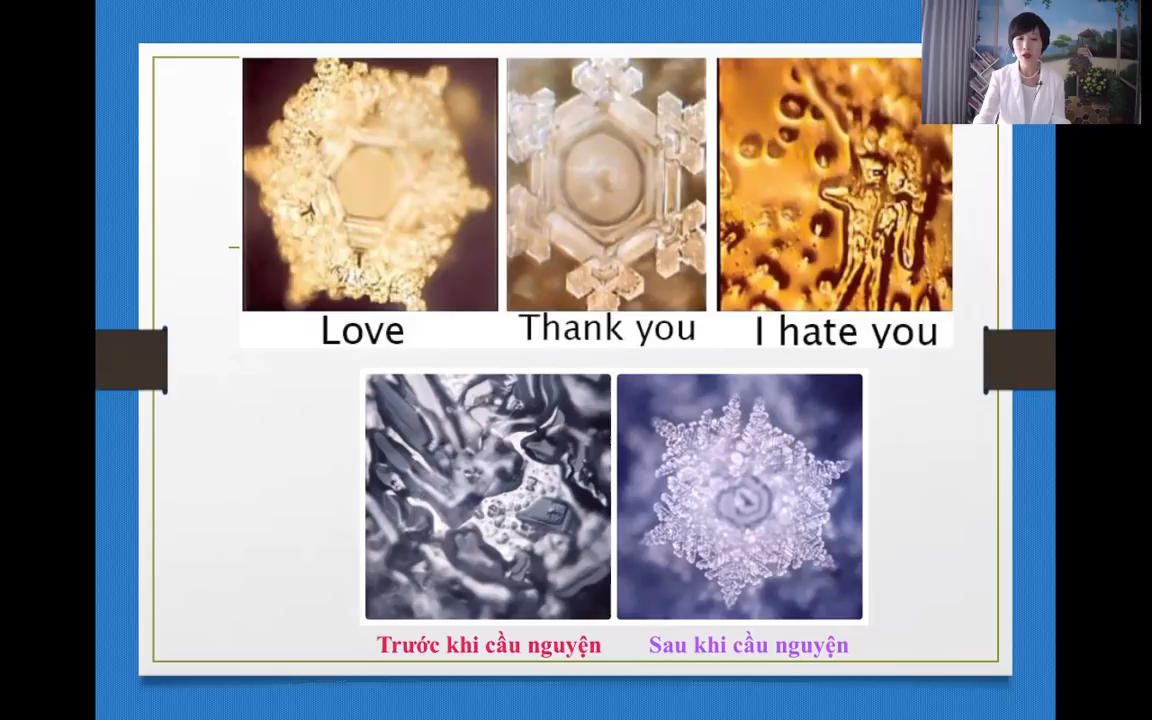 Love
Thank you
I hate you
Trước khi cầu nguyện
Sau khi cầu nguyện